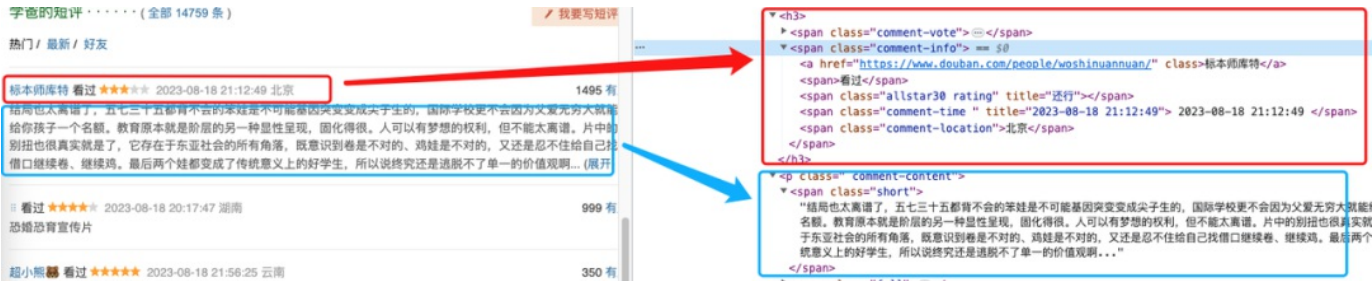 学爸的短评 · · · · · · ( 全部 14759 条 )
我要写短评
热门 / 最新 / 好友
标本师库特 看过 ★★★★★ 2023-08-18 21:12:49 北京
1495 有
结局也太离谱了，五七三十五都背不会的笨娃是不可能基因突变变成尖子生的，国际学校更不会因为父爱无穷大就能
给你孩子一个名额。教育原本就是阶层的另一种显性呈现，固化得很。人可以有梦想的权利，但不能太离谱。片中的
别扭也很真实就是了，它存在于东亚社会的所有角落，既意识到卷是不对的、鸡娃是不对的，又还是忍不住给自己找
借口继续卷、继续鸡。最后两个娃都变成了传统意义上的好学生，所以说终究还是逃脱不了单一的价值观啊... (展开
看过 ★★★★★ 2023-08-18 20:17:47 湖南
999 有
恐婚恐育宣传片
超小熊🐻 看过 ★★★★★ 2023-08-18 21:56:25 云南
350 有
...
▼<h3>
▶<span class="comment-vote">…</span>
▼<span class="comment-info"> == $0
<a href="https://www.douban.com/people/woshinuannuan/" class>标本师库特</a>
<span>看过</span>
<span class="allstar30 rating" title="还行"></span>
<span class="comment-time " title="2023-08-18 21:12:49"> 2023-08-18 21:12:49 </span>
<span class="comment-location">北京</span>
</span>
</h3>
▼<p class=" comment-content">
▼<span class="short">
"结局也太离谱了，五七三十五都背不会的笨娃是不可能基因突变变成尖子生的，国际学校更不会因为父爱无穷大就能给
名额。教育原本就是阶层的另一种显性呈现，固化得很。人可以有梦想的权利，但不能太离谱。片中的别扭也很真实就
于东亚社会的所有角落，既意识到卷是不对的、鸡娃是不对的，又还是忍不住给自己找借口继续卷、继续鸡。最后两个
统意义上的好学生，所以说终究还是逃脱不了单一的价值观啊..."
</span>